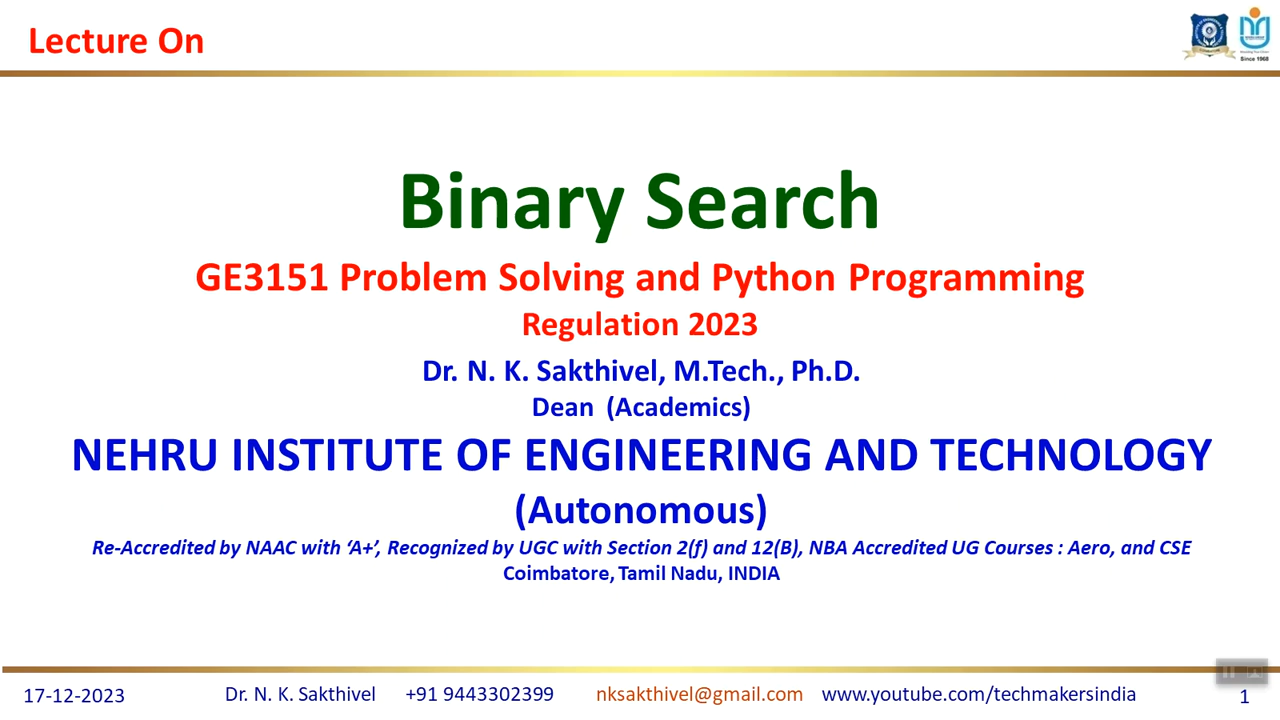 Lecture On
Since 1968
Binary Search
GE3151 Problem Solving and Python Programming
Regulation 2023
Dr. N. K. Sakthivel, M.Tech., Ph.D.
Dean (Academics)
NEHRU INSTITUTE OF ENGINEERING AND TECHNOLOGY
(Autonomous)
Re-Accredited by NAAC with ‘A+’, Recognized by UGC with Section 2(f) and 12(B), NBA Accredited UG Courses : Aero, and CSE
Coimbatore, Tamil Nadu, INDIA
17-12-2023 Dr. N. K. Sakthivel +91 9443302399 nksakthivel@gmail.com www.youtube.com/techmakersindia 1